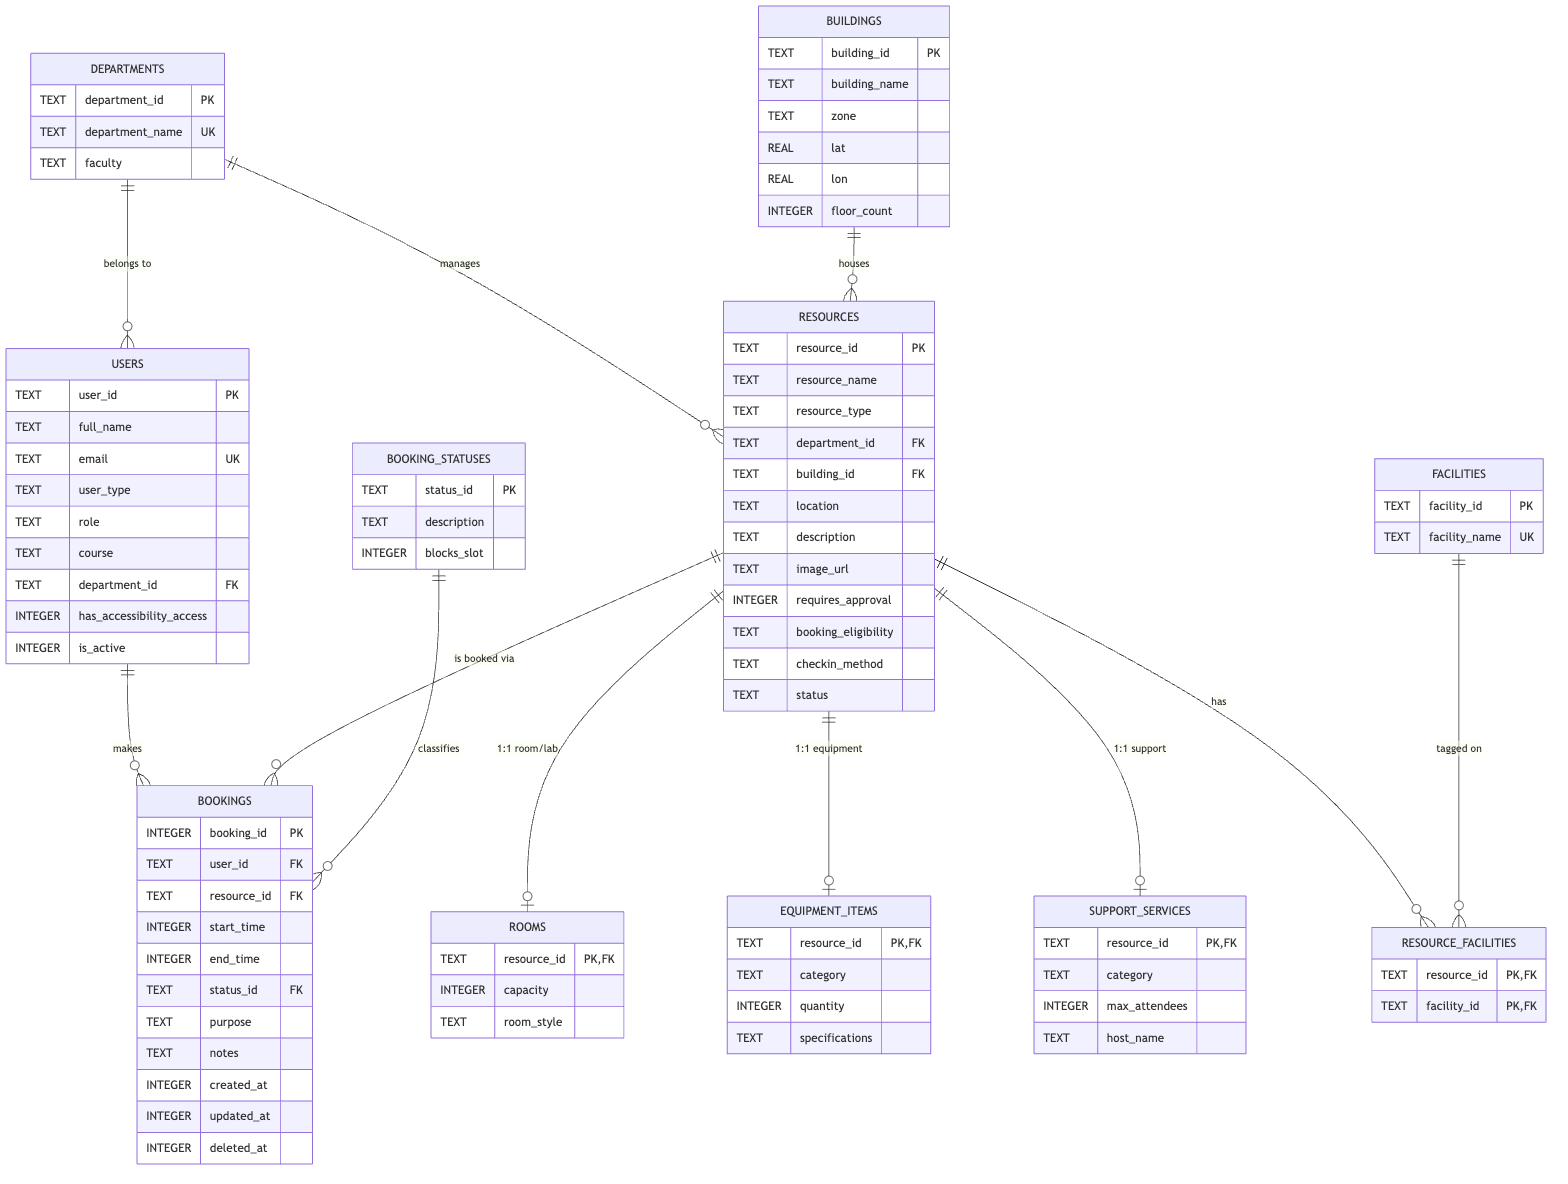 BUILDINGS
TEXT building_id PK
TEXT building_name
TEXT zone
REAL lat
REAL lon
INTEGER floor_count
DEPARTMENTS
TEXT department_id PK
TEXT department_name UK
TEXT faculty
belongs to
manages
houses
RESOURCES
TEXT resource_id PK
TEXT resource_name
TEXT resource_type
TEXT department_id FK
TEXT building_id FK
TEXT location
TEXT description
TEXT image_url
INTEGER requires_approval
TEXT booking_eligibility
TEXT checkin_method
TEXT status
USERS
TEXT user_id PK
TEXT full_name
TEXT email UK
TEXT user_type
TEXT role
TEXT course
TEXT department_id FK
INTEGER has_accessibility_access
INTEGER is_active
BOOKING_STATUSES
TEXT status_id PK
TEXT description
INTEGER blocks_slot
FACILITIES
TEXT facility_id PK
TEXT facility_name UK
is booked via
has
makes
classifies
1:1 room/lab
1:1 equipment
1:1 support
tagged on
BOOKINGS
INTEGER booking_id PK
TEXT user_id FK
TEXT resource_id FK
INTEGER start_time
INTEGER end_time
TEXT status_id FK
TEXT purpose
TEXT notes
INTEGER created_at
INTEGER updated_at
INTEGER deleted_at
ROOMS
TEXT resource_id PK,FK
INTEGER capacity
TEXT room_style
EQUIPMENT_ITEMS
TEXT resource_id PK,FK
TEXT category
INTEGER quantity
TEXT specifications
SUPPORT_SERVICES
TEXT resource_id PK,FK
TEXT category
INTEGER max_attendees
TEXT host_name
RESOURCE_FACILITIES
TEXT resource_id PK,FK
TEXT facility_id PK,FK